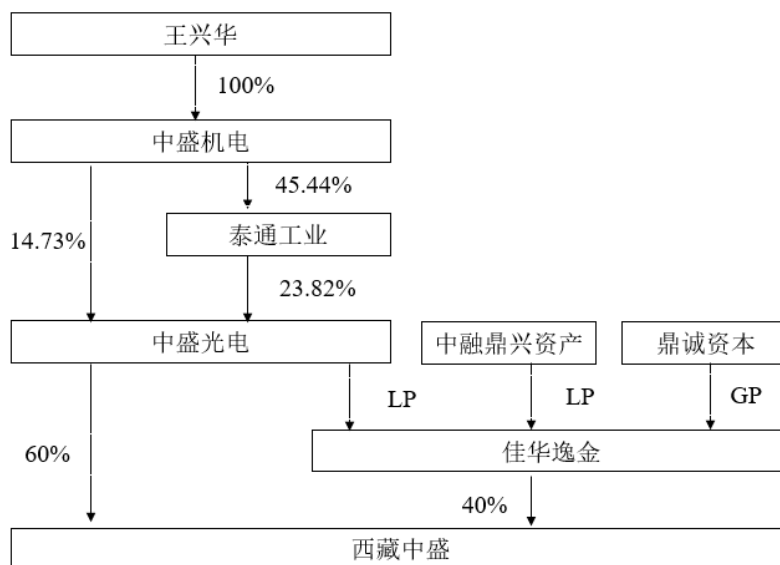 王兴华
100%
中盛机电
45.44%
14.73%
泰通工业
23.82%
中盛光电
中融鼎兴资产
鼎诚资本
LP
LP
GP
60%
佳华逸金
40%
西藏中盛